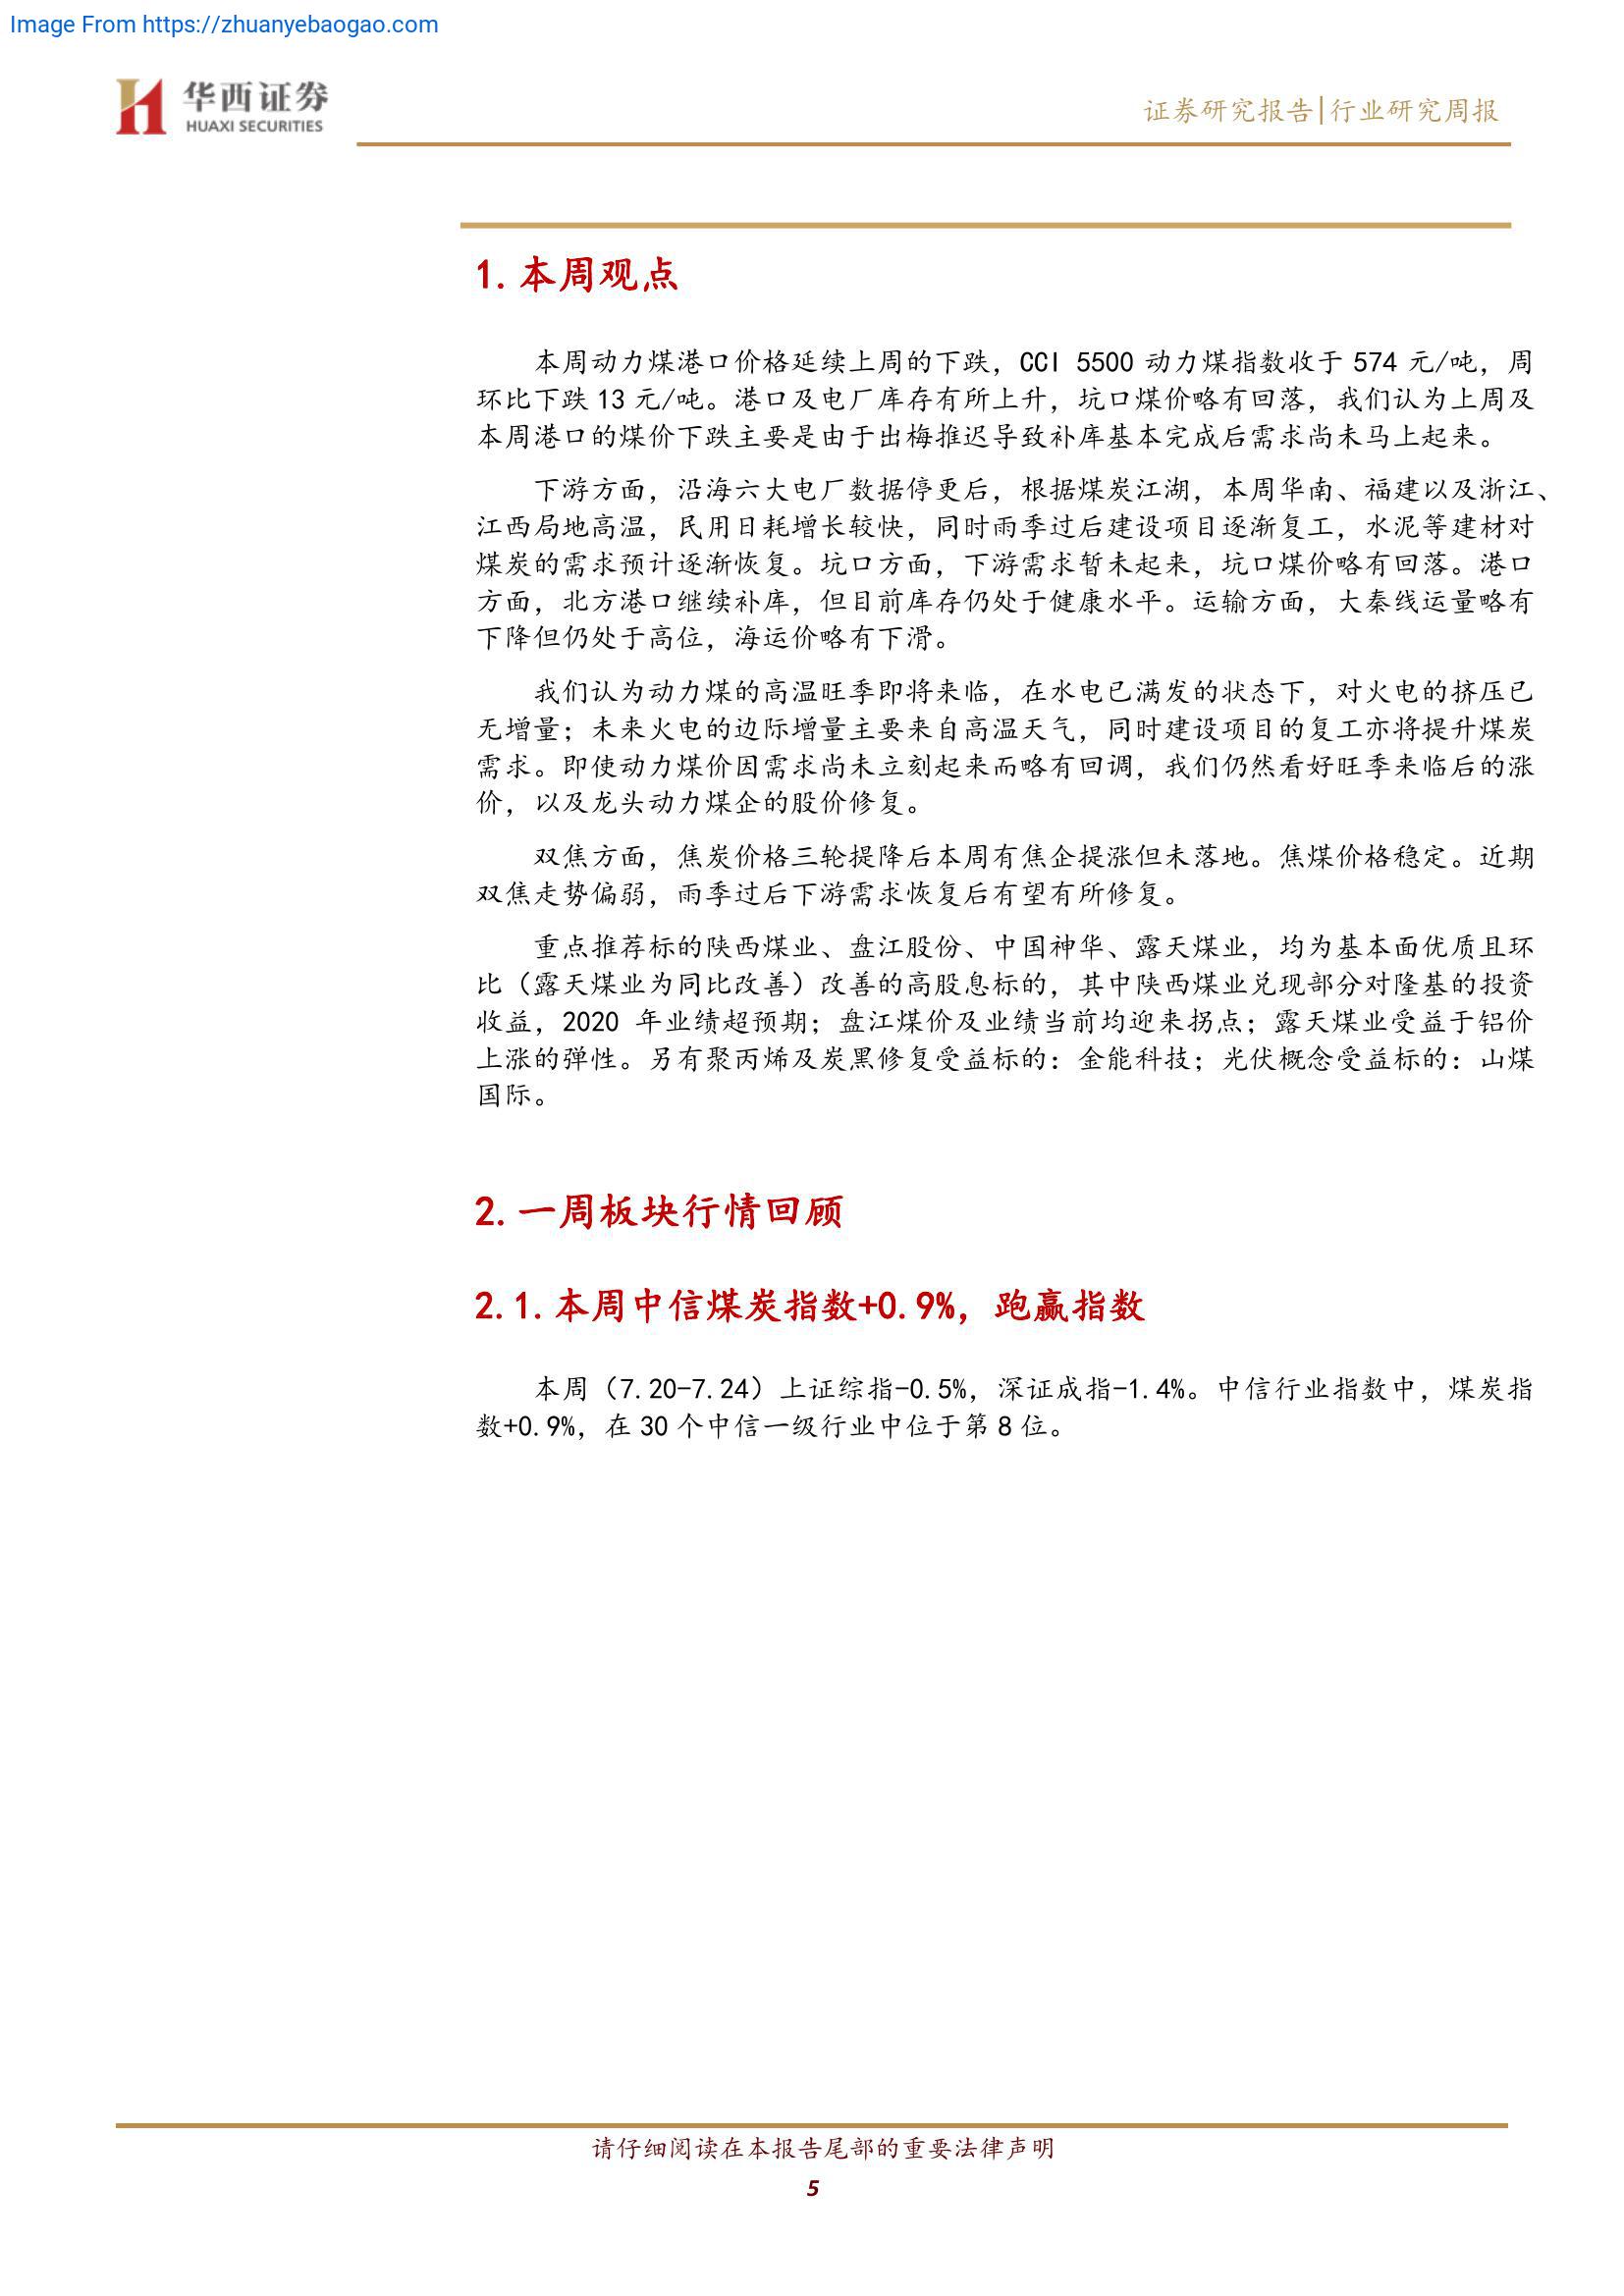 Image From https://zhuanyebaogao.com
华西证券
HUAXI SECURITIES
证券研究报告|行业研究周报
1. 本周观点
本周动力煤港口价格延续上周的下跌，CCI 5500 动力煤指数收于 574 元/吨，周
环比下跌 13 元/吨。港口及电厂库存有所上升，坑口煤价略有回落，我们认为上周及
本周港口的煤价下跌主要是由于出梅推迟导致补库基本完成后需求尚未马上起来。
下游方面，沿海六大电厂数据停更后，根据煤炭江湖，本周华南、福建以及浙江、
江西局地高温，民用日耗增长较快，同时雨季过后建设项目逐渐复工，水泥等建材对
煤炭的需求预计逐渐恢复。坑口方面，下游需求暂未起来，坑口煤价略有回落。港口
方面，北方港口继续补库，但目前库存仍处于健康水平。运输方面，大秦线运量略有
下降但仍处于高位，海运价略有下滑。
我们认为动力煤的高温旺季即将来临，在水电已满发的状态下，对火电的挤压已
无增量；未来火电的边际增量主要来自高温天气，同时建设项目的复工亦将提升煤炭
需求。即使动力煤价因需求尚未立刻起来而略有回调，我们仍然看好旺季来临后的涨
价，以及龙头动力煤企的股价修复。
双焦方面，焦炭价格三轮提降后本周有焦企提涨但未落地。焦煤价格稳定。近期
双焦走势偏弱，雨季过后下游需求恢复后有望有所修复。
重点推荐标的陕西煤业、盘江股份、中国神华、露天煤业，均为基本面优质且环
比（露天煤业为同比改善）改善的高股息标的，其中陕西煤业兑现部分对隆基的投资
收益，2020 年业绩超预期；盘江煤价及业绩当前均迎来拐点；露天煤业受益于铝价
上涨的弹性。另有聚丙烯及炭黑修复受益标的：金能科技；光伏概念受益标的：山煤
国际。
2. 一周板块行情回顾
2.1. 本周中信煤炭指数+0.9%，跑赢指数
本周（7.20-7.24）上证综指-0.5%，深证成指-1.4%。中信行业指数中，煤炭指
数+0.9%，在 30 个中信一级行业中位于第 8 位。
请仔细阅读在本报告尾部的重要法律声明
5